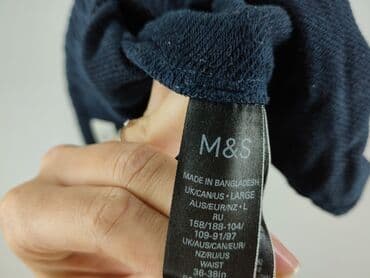 M&S
MADE IN BANGLADESH
UK/CAN/US - LARGE
AUS/EUR/NZ - L
RU
158/188-104/
109-91/97
UK/AUS/CAN/EUR/
NZ/RU/US
WAIST
36-38in